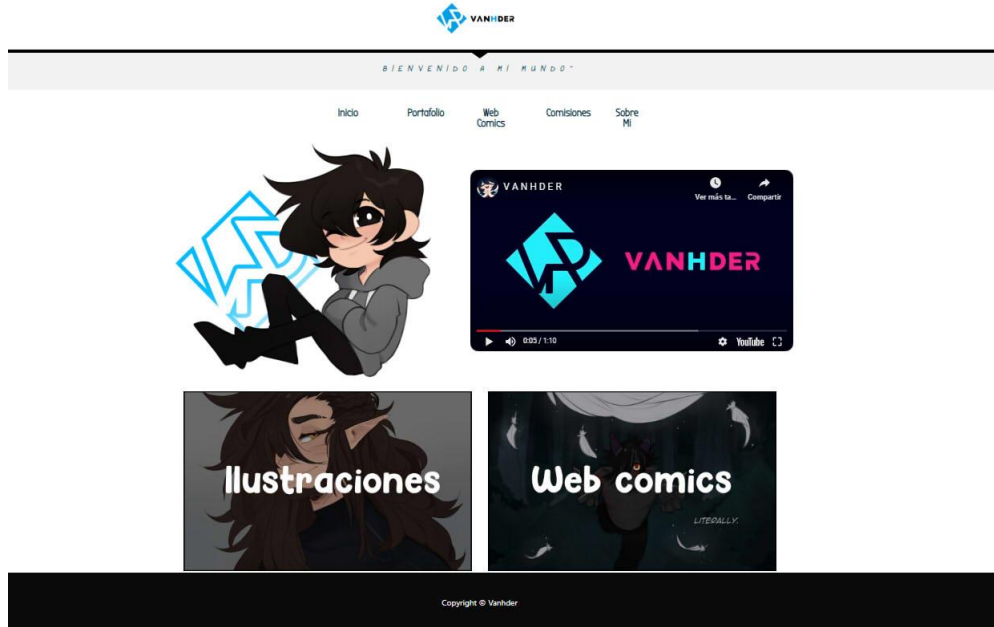 VANHDER
BIENVENIDO A MI MUNDO~
Inicio
Portafolio
Web
Comics
Comisiones
Sobre
Mi
VANHDER
Ver más ta...
Compartir
VANHDER
0:05 / 1:10
YouTube
Ilustraciones
Web comics
LITERALLY.
Copyright © Vanhder